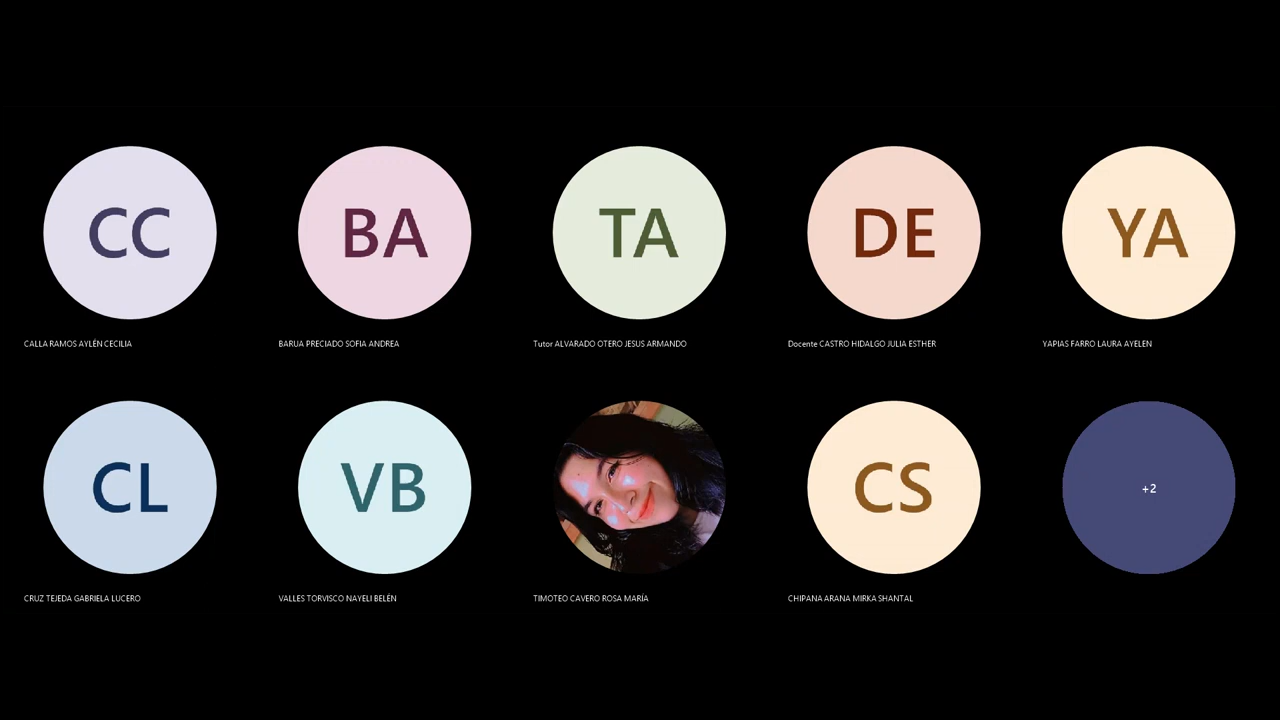 CC
BA
TA
DE
YA
CALLA RAMOS AYLÉN CECILIA
BARUA PRECIADO SOFIA ANDREA
Tutor ALVARADO OTERO JESUS ARMANDO
Docente CASTRO HIDALGO JULIA ESTHER
YAPIAS FARRO LAURA AYELEN
CL
VB
CS
+2
CRUZ TEJEDA GABRIELA LUCERO
VALLES TORVISCO NAYELI BELÉN
TIMOTEO CAVERO ROSA MARÍA
CHIPANA ARANA MIRKA SHANTAL